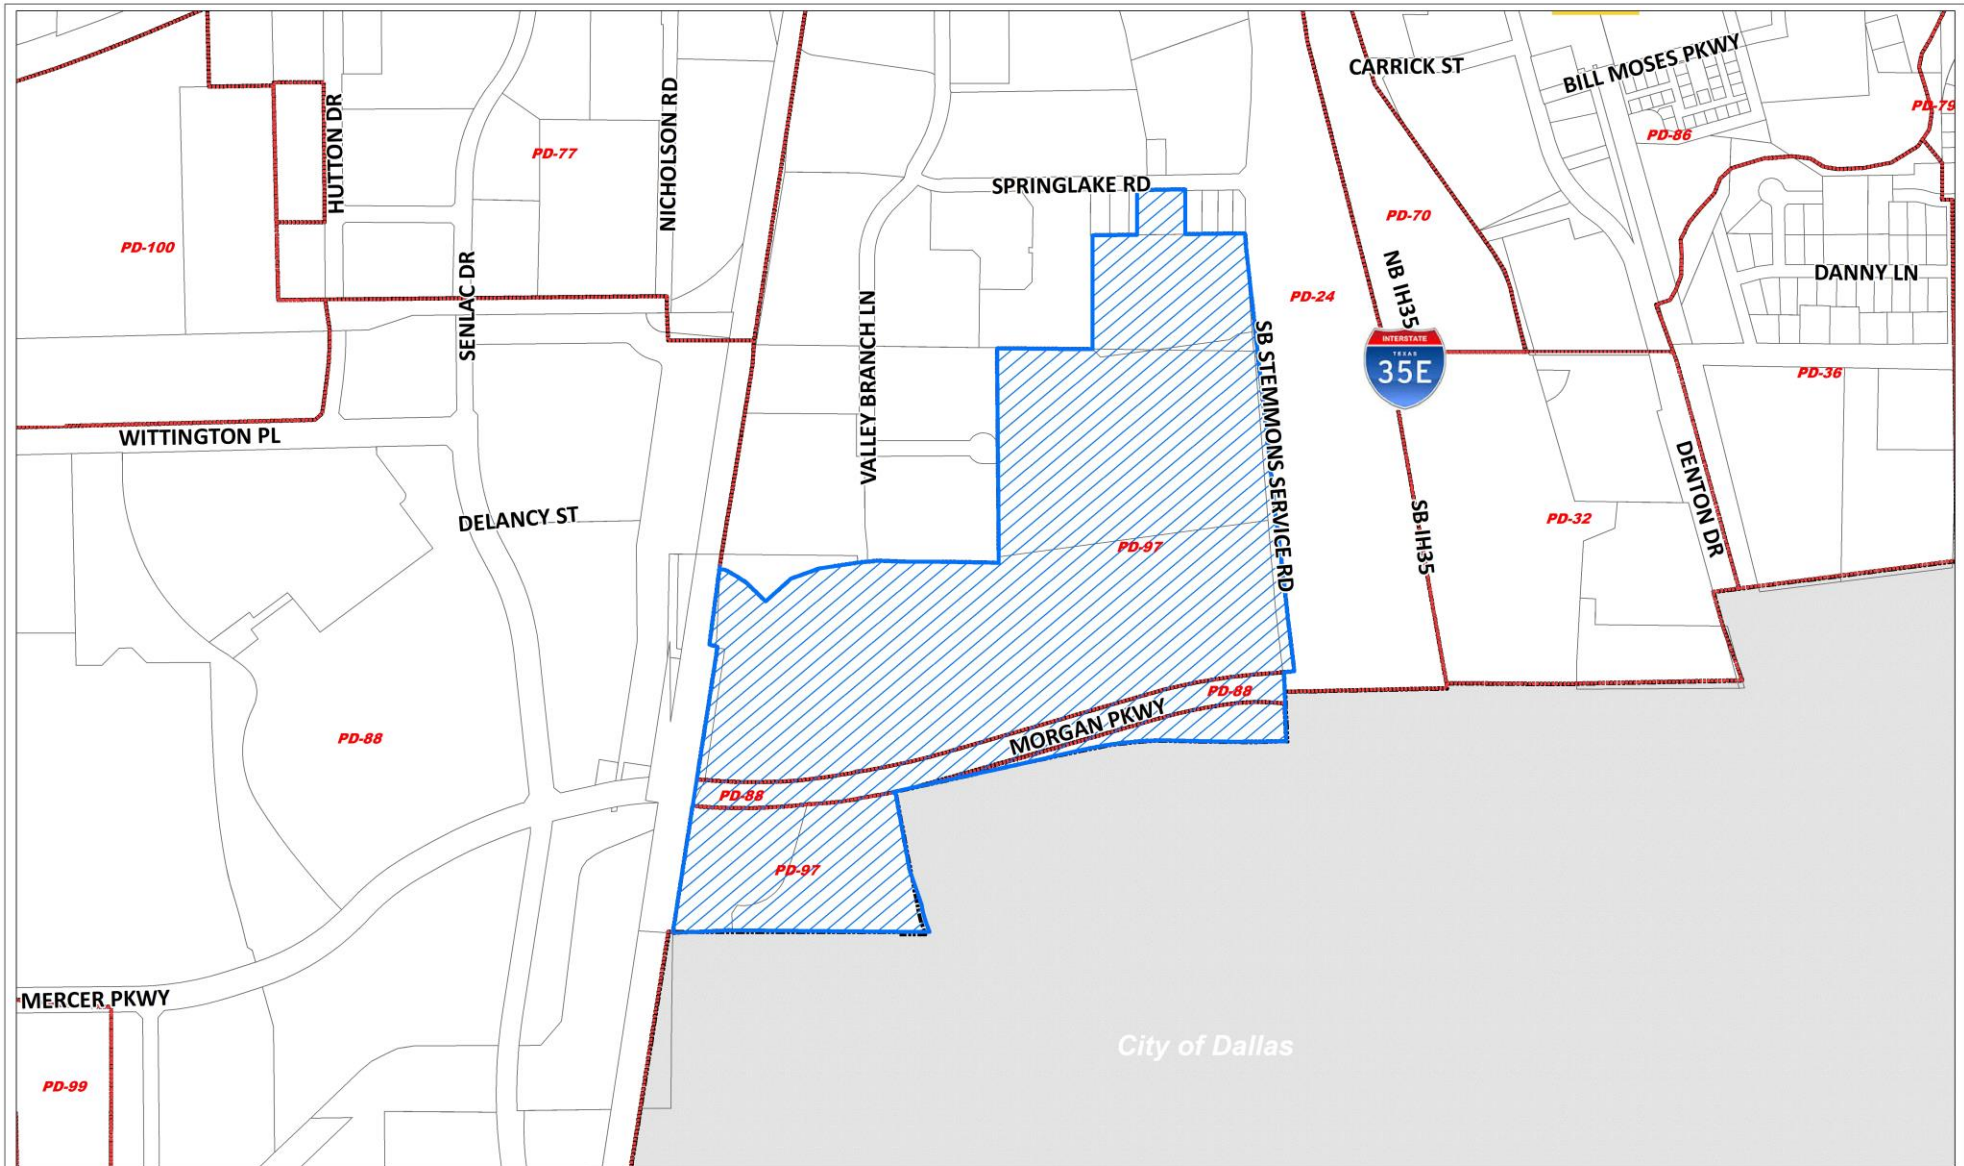 CARRICK ST
BILL MOSES PKWY
PD-79
PD-86
HUTTON DR
NICHOLSON RD
PD-77
SPRINGLAKE RD
PD-70
PD-100
DANNY LN
NB IH35
PD-24
SENLAC DR
VALLEY BRANCH LN
SB STEMMONS SERVICE RD
INTERSTATE
TEXAS
35E
PD-36
WITTINGTON PL
DENTON DR
DELANCY ST
PD-32
SB IH35
PD-97
PD-88
MORGAN PKWY
PD-88
PD-88
PD-97
MERCER PKWY
City of Dallas
PD-99